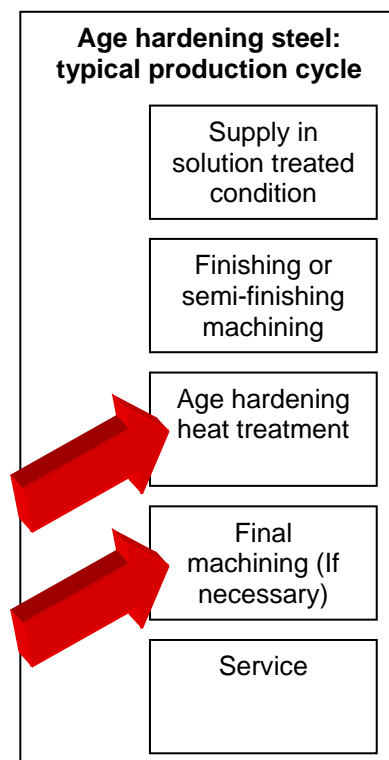 Age hardening steel:
typical production cycle
Supply in
solution treated
condition
Finishing or
semi-finishing
machining
Age hardening
heat treatment
Final
machining (If
necessary)
Service